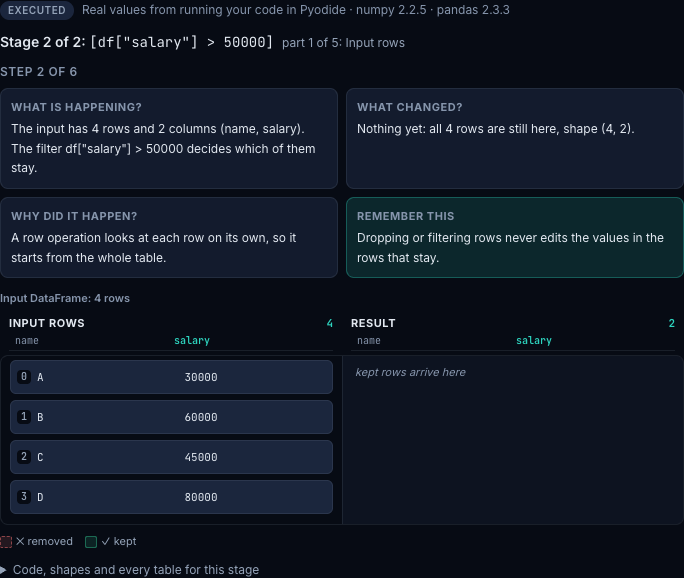 EXECUTED Real values from running your code in Pyodide · numpy 2.2.5 · pandas 2.3.3
Stage 2 of 2: [df["salary"] > 50000] part 1 of 5: Input rows
STEP 2 OF 6
WHAT IS HAPPENING?
The input has 4 rows and 2 columns (name, salary).
The filter df["salary"] > 50000 decides which of them
stay.
WHAT CHANGED?
Nothing yet: all 4 rows are still here, shape (4, 2).
WHY DID IT HAPPEN?
A row operation looks at each row on its own, so it
starts from the whole table.
REMEMBER THIS
Dropping or filtering rows never edits the values in the
rows that stay.
Input DataFrame: 4 rows
INPUT ROWS 4
name salary
0 A 30000
1 B 60000
2 C 45000
3 D 80000
RESULT 2
name salary
kept rows arrive here
✕ removed ✓ kept
▶ Code, shapes and every table for this stage